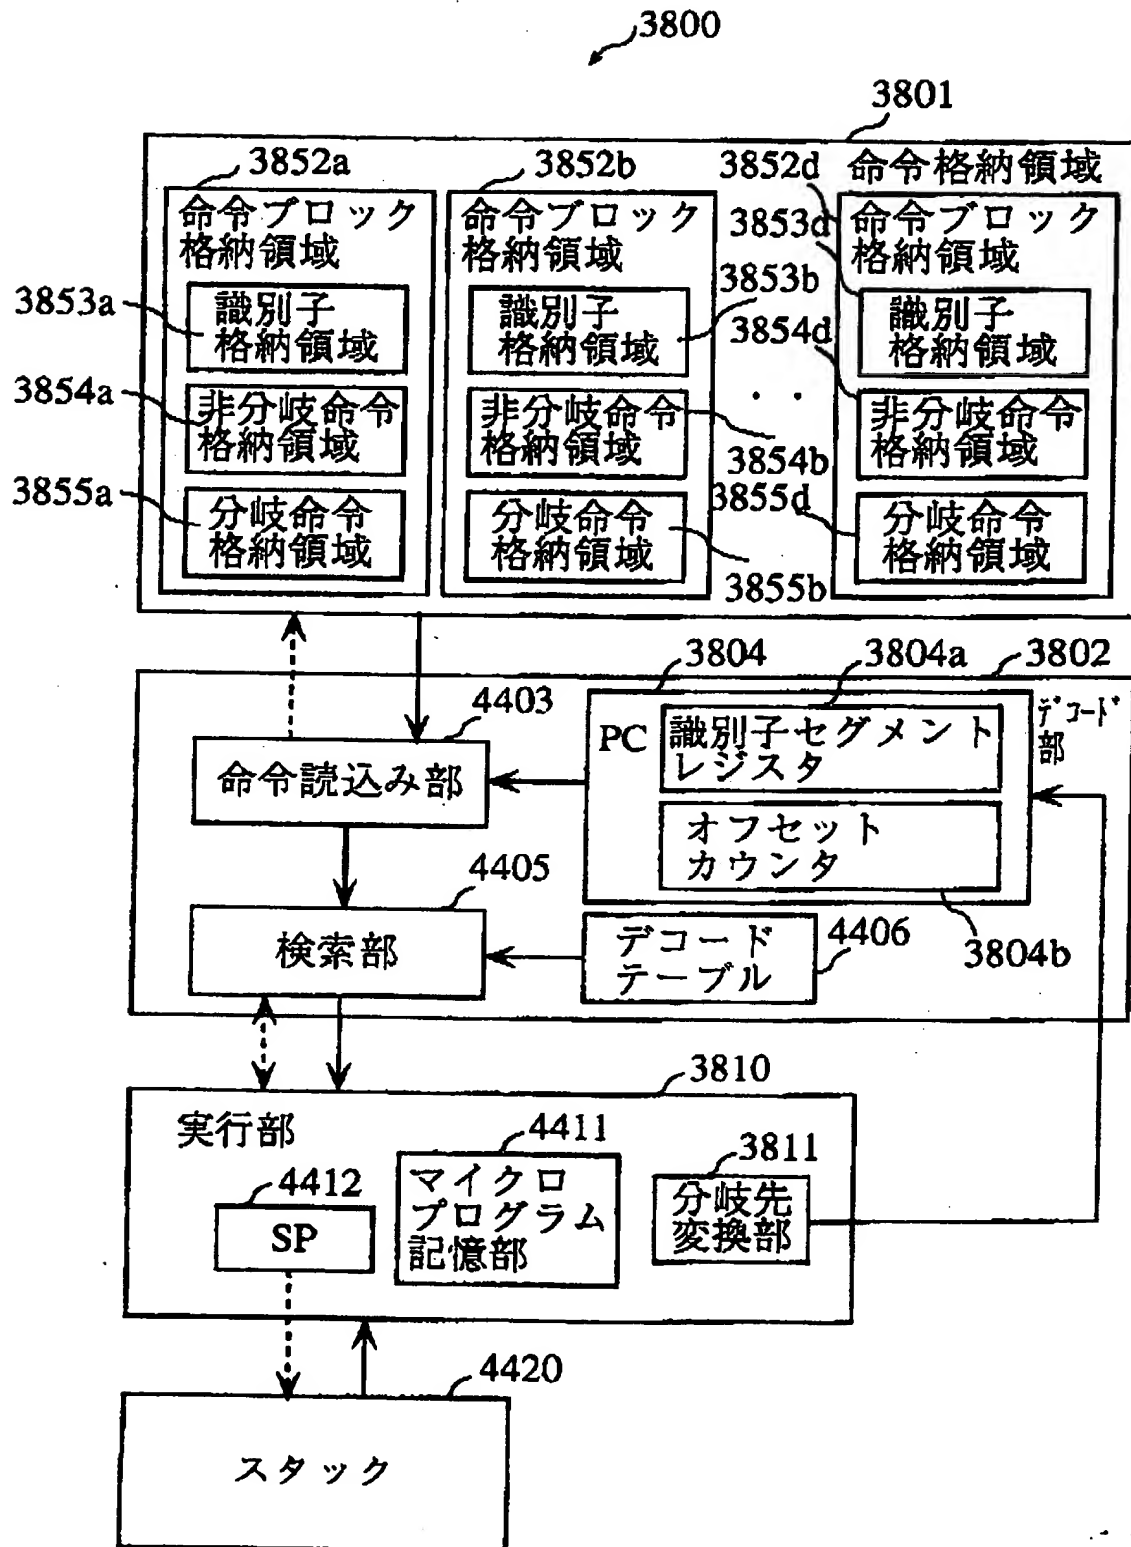 3800
3801
3852a
3852b
3852d
命令格納領域
命令ブロック
格納領域
命令ブロック
格納領域
3853d
命令ブロック
格納領域
3853a
識別子
格納領域
識別子
格納領域
3853b
3854d
識別子
格納領域
3854a
非分岐命令
格納領域
非分岐命令
格納領域
・・
3854b
非分岐命令
格納領域
3855a
分岐命令
格納領域
分岐命令
格納領域
3855d
3855b
分岐命令
格納領域
3804
3804a
3802
4403
PC
識別子セグメント
レジスタ
デコード
部
命令読込み部
オフセット
カウンタ
4405
検索部
デコード
テーブル
4406
3804b
3810
実行部
4411
3811
4412
SP
マイクロ
プログラム
記憶部
分岐先
変換部
4420
スタック